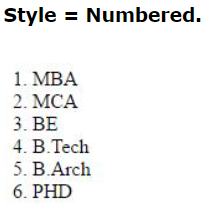 Style = Numbered.
1. MBA
2. MCA
3. BE
4. B.Tech
5. B.Arch
6. PHD